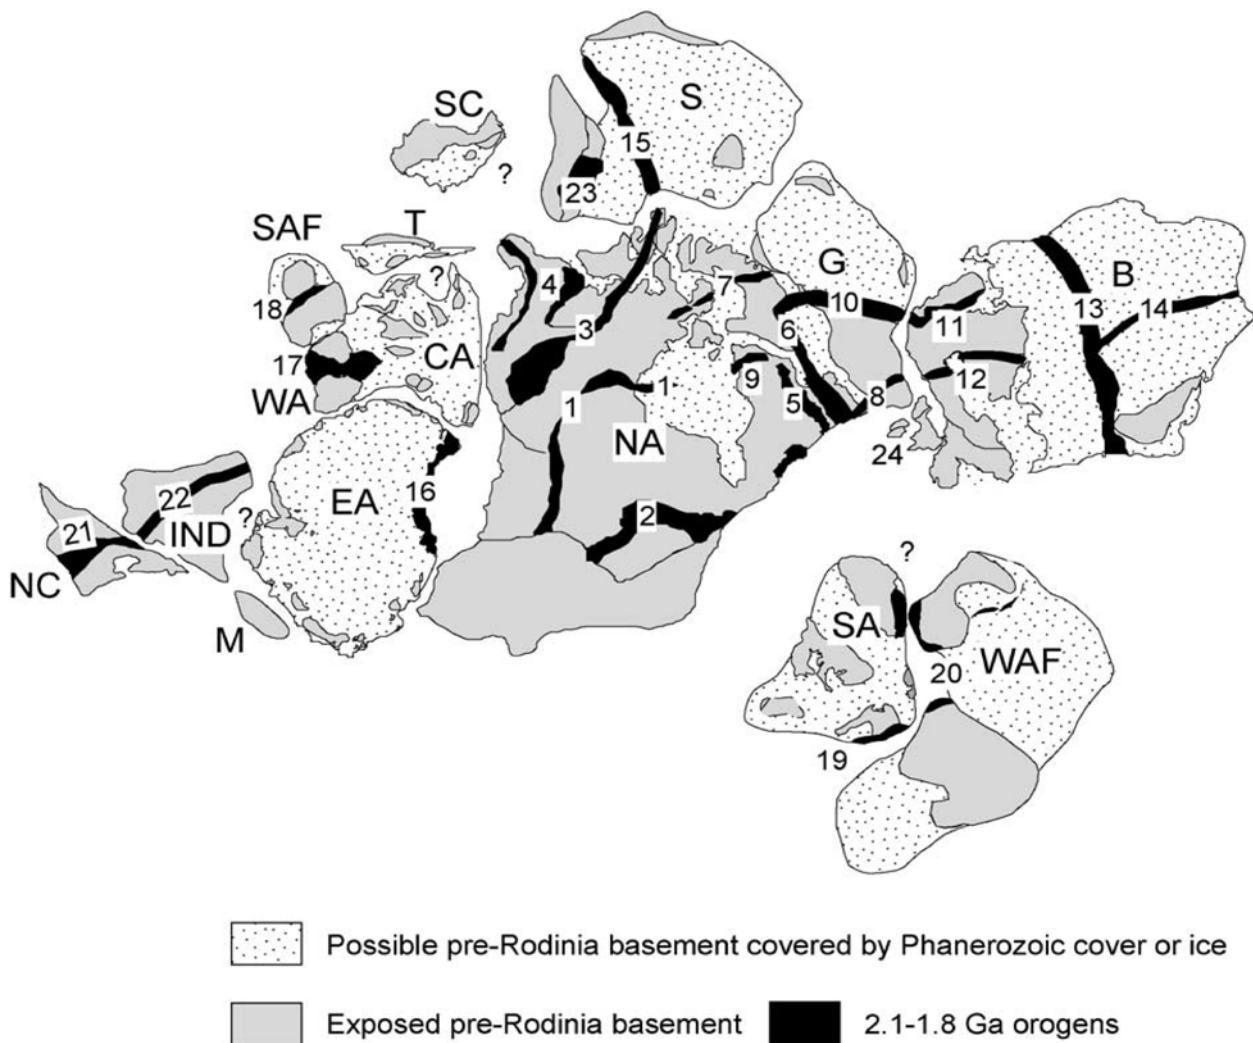 S
SC
15
?
23
SAF
T
?
G
B
4
7
18
10
13
14
3
6
11
17
CA
1
9
12
WA
1
5
8
NA
24
22
EA
16
21
IND
?
2
NC
?
M
SA
20
WAF
19
Possible pre-Rodinia basement covered by Phanerozoic cover or ice
Exposed pre-Rodinia basement
2.1-1.8 Ga orogens